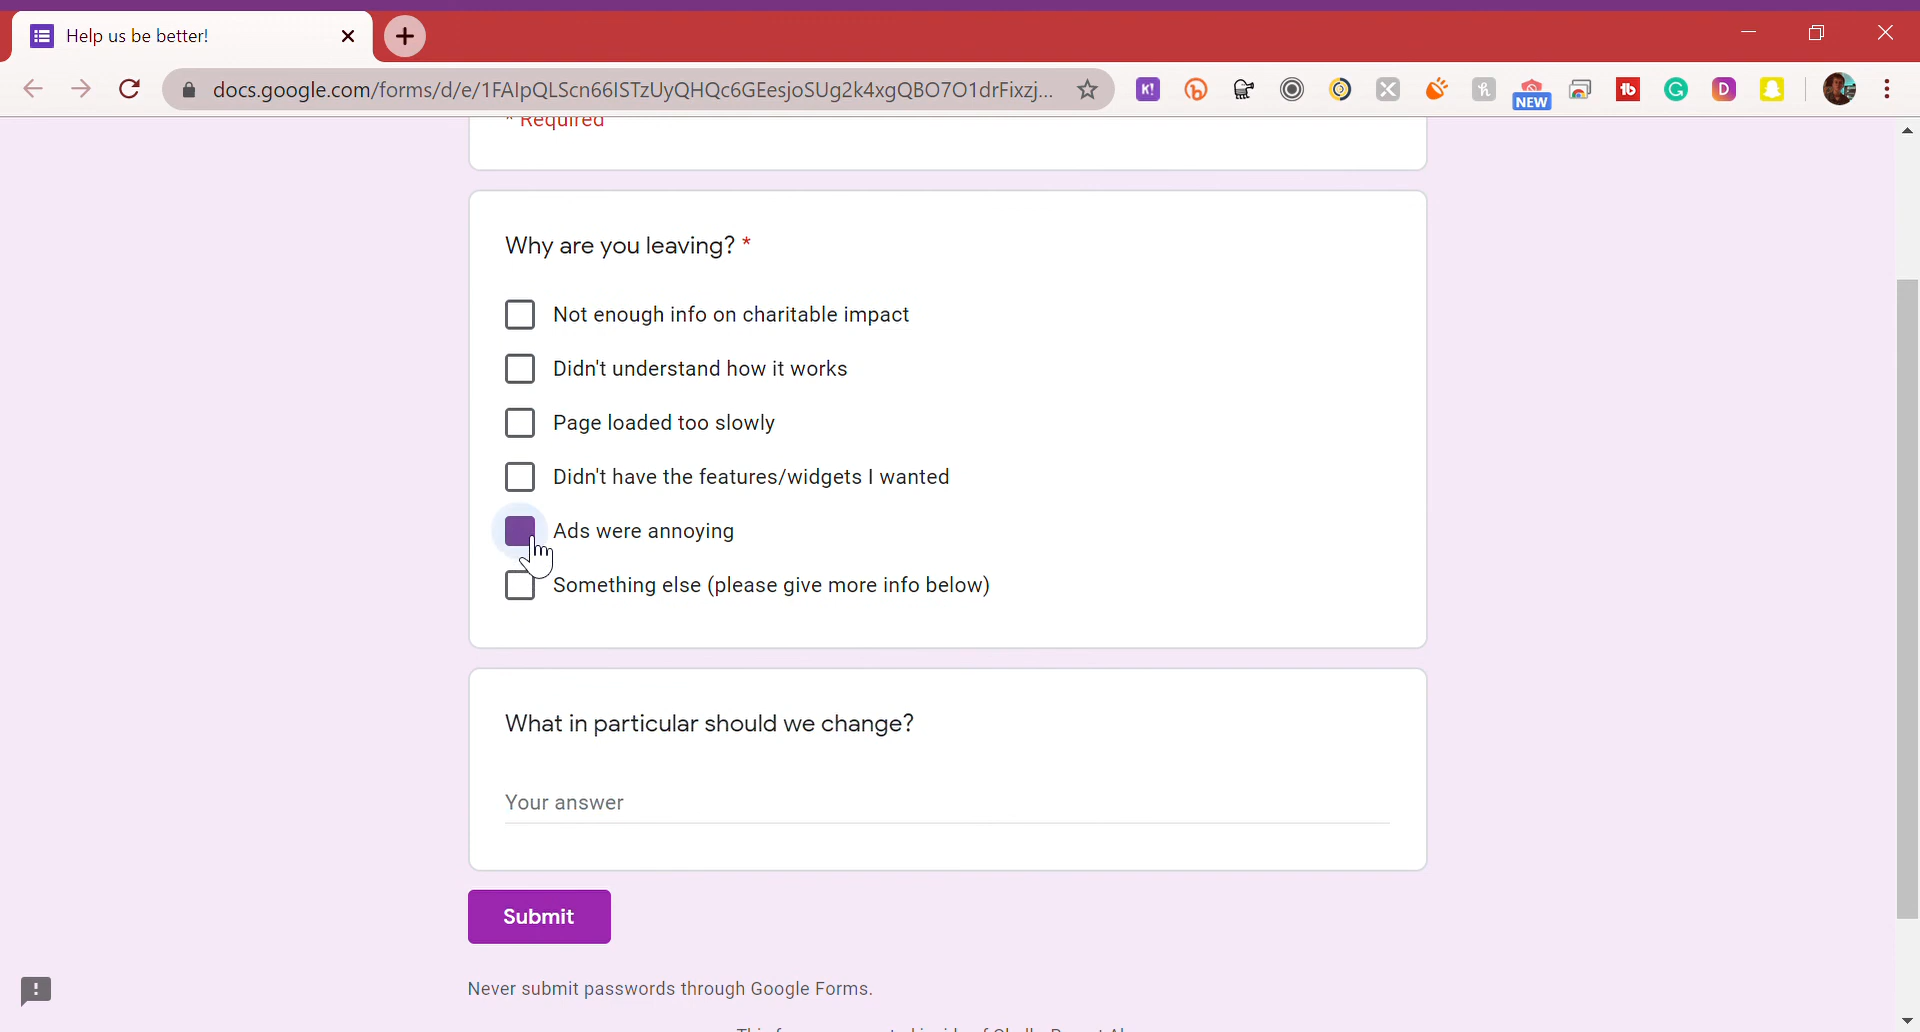 Help us be better!
docs.google.com/forms/d/e/1FAIpQLScn66ISTzUyQHQc6GEesjoSUg2k4xgQBO7O1drFixzj...
K!
NEW
tb
G
D
* Required
Why are you leaving? *
Not enough info on charitable impact
Didn't understand how it works
Page loaded too slowly
Didn't have the features/widgets I wanted
Ads were annoying
Something else (please give more info below)
What in particular should we change?
Your answer
Submit
Never submit passwords through Google Forms.